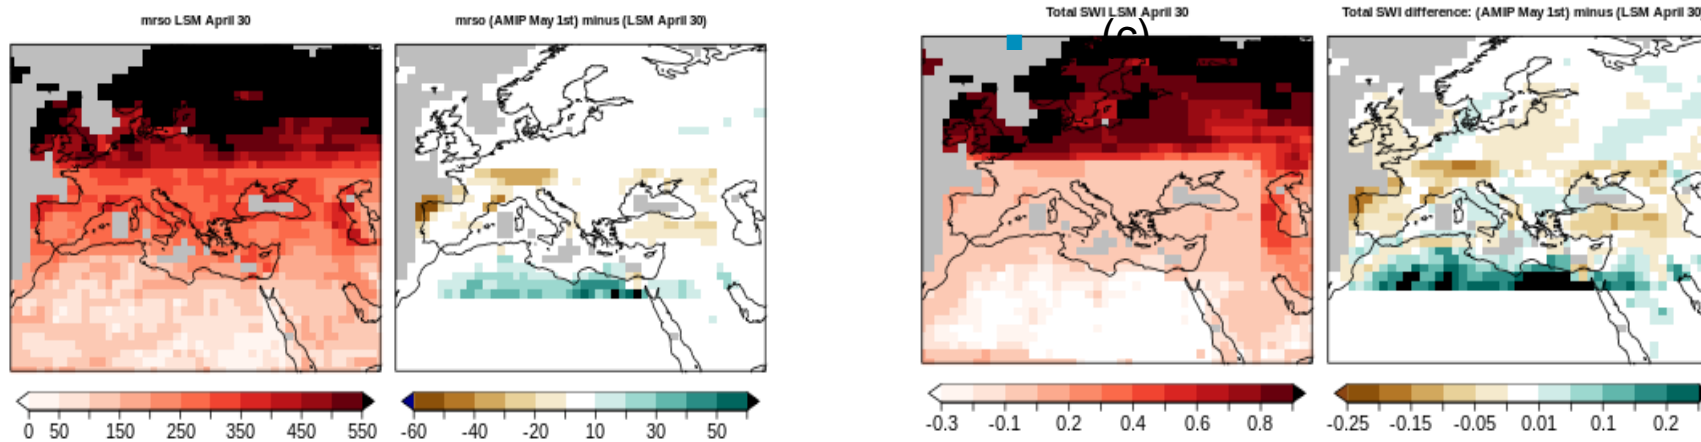 mrso LSM April 30
mrso (AMIP May 1st) minus (LSM April 30)
Total SWI LSM April 30
Total SWI difference: (AMIP May 1st) minus (LSM April 30)
(c)
0 50 150 250 350 450 550
-60 -40 -20 10 30 50
-0.3 -0.1 0.2 0.4 0.6 0.8
-0.25 -0.15 -0.05 0.01 0.1 0.2